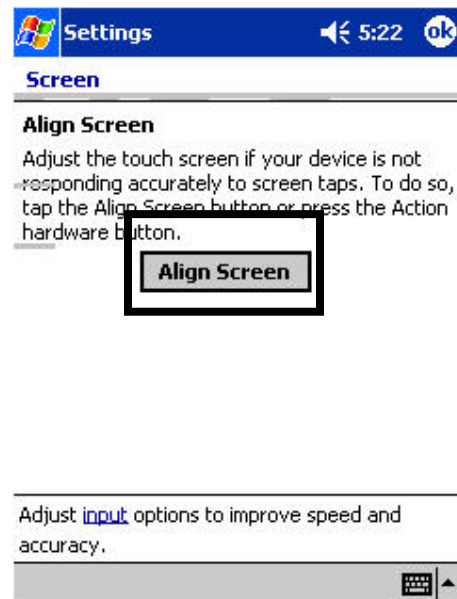 Settings 5:22 ok
Screen
Align Screen
Adjust the touch screen if your device is not
responding accurately to screen taps. To do so,
tap the Align Screen button or press the Action
hardware button.
Align Screen
Adjust input options to improve speed and
accuracy.